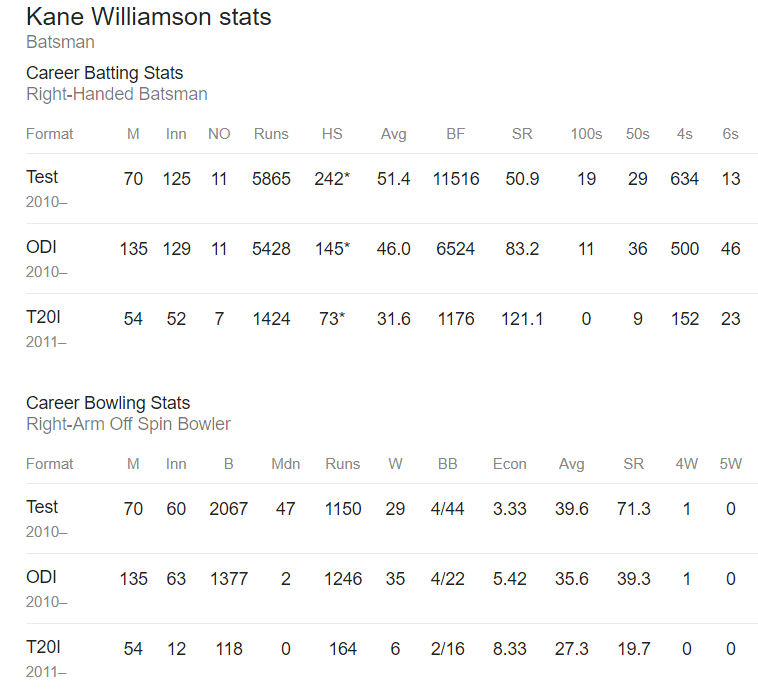 Kane Williamson stats
Batsman
Career Batting Stats
Right-Handed Batsman
Format M Inn NO Runs HS Avg BF SR 100s 50s 4s 6s
Test 70 125 11 5865 242* 51.4 11516 50.9 19 29 634 13
2010–
ODI 135 129 11 5428 145* 46.0 6524 83.2 11 36 500 46
2010–
T20I 54 52 7 1424 73* 31.6 1176 121.1 0 9 152 23
2011–
Career Bowling Stats
Right-Arm Off Spin Bowler
Format M Inn B Mdn Runs W BB Econ Avg SR 4W 5W
Test 70 60 2067 47 1150 29 4/44 3.33 39.6 71.3 1 0
2010–
ODI 135 63 1377 2 1246 35 4/22 5.42 35.6 39.3 1 0
2010–
T20I 54 12 118 0 164 6 2/16 8.33 27.3 19.7 0 0
2011–